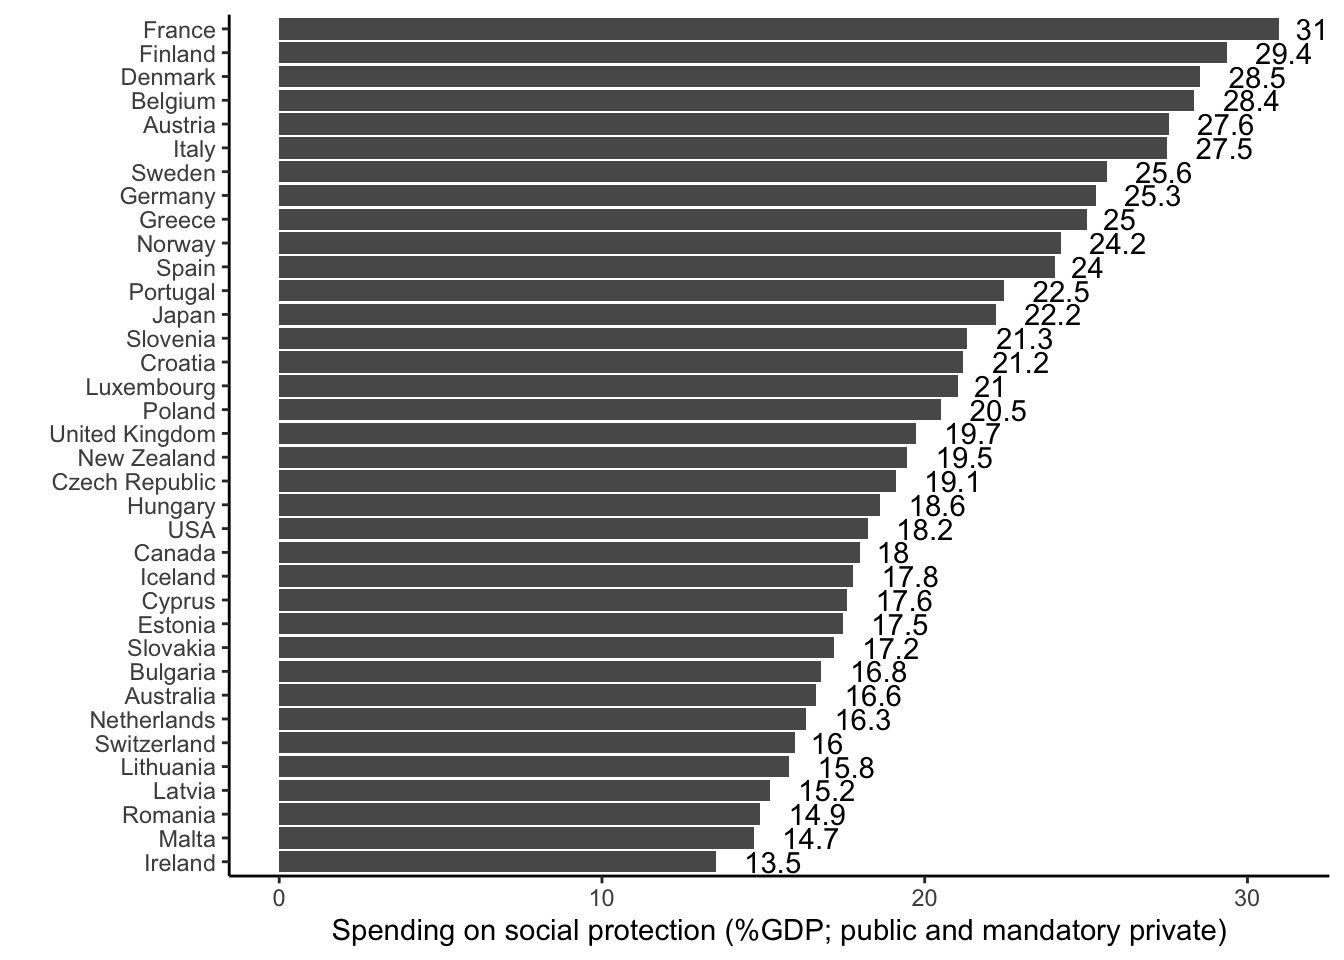 France 31
Finland 29.4
Denmark 28.5
Belgium 28.4
Austria 27.6
Italy 27.5
Sweden 25.6
Germany 25.3
Greece 25
Norway 24.2
Spain 24
Portugal 22.5
Japan 22.2
Slovenia 21.3
Croatia 21.2
Luxembourg 21
Poland 20.5
United Kingdom 19.7
New Zealand 19.5
Czech Republic 19.1
Hungary 18.6
USA 18.2
Canada 18
Iceland 17.8
Cyprus 17.6
Estonia 17.5
Slovakia 17.2
Bulgaria 16.8
Australia 16.6
Netherlands 16.3
Switzerland 16
Lithuania 15.8
Latvia 15.2
Romania 14.9
Malta 14.7
Ireland 13.5
0 10 20 30
Spending on social protection (%GDP; public and mandatory private)